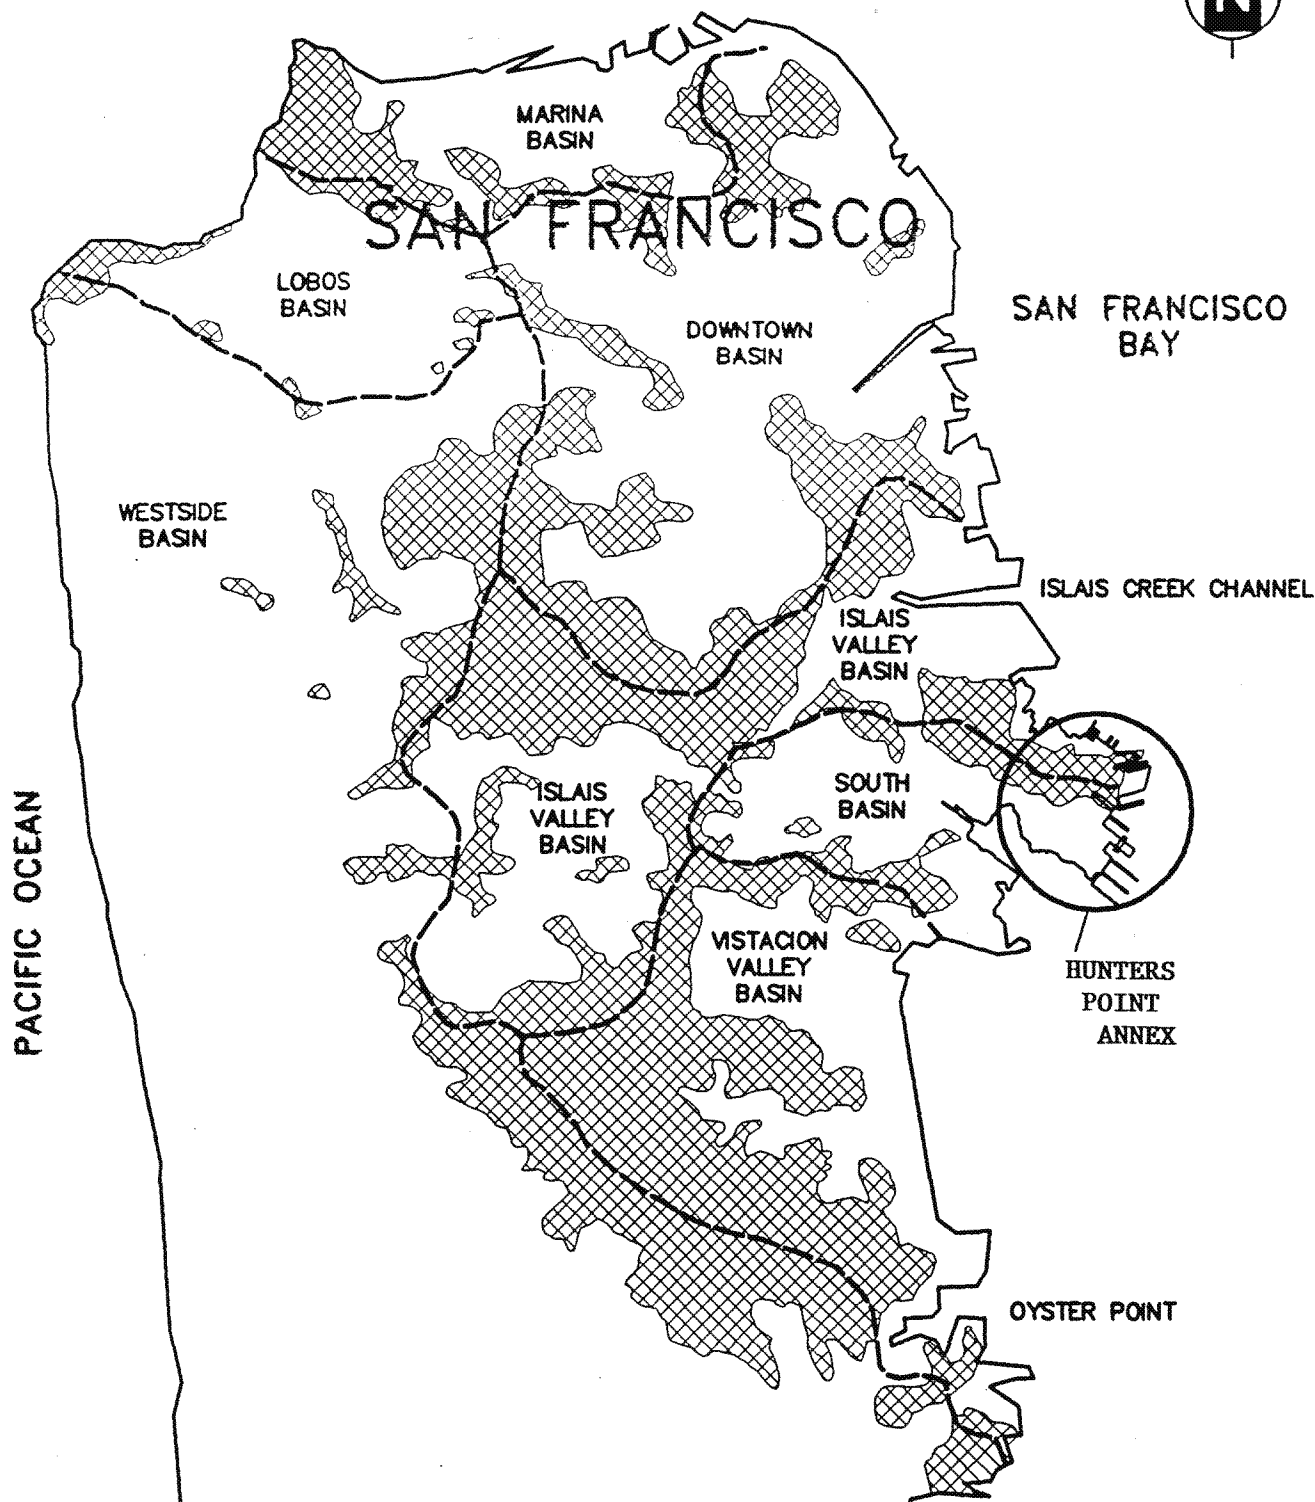 N
MARINA
BASIN
SAN FRANCISCO
LOBOS
BASIN
SAN FRANCISCO
BAY
DOWNTOWN
BASIN
WESTSIDE
BASIN
ISLAIS CREEK CHANNEL
ISLAIS
VALLEY
BASIN
SOUTH
BASIN
ISLAIS
VALLEY
BASIN
PACIFIC OCEAN
VISTACION
VALLEY
BASIN
HUNTERS
POINT
ANNEX
OYSTER POINT